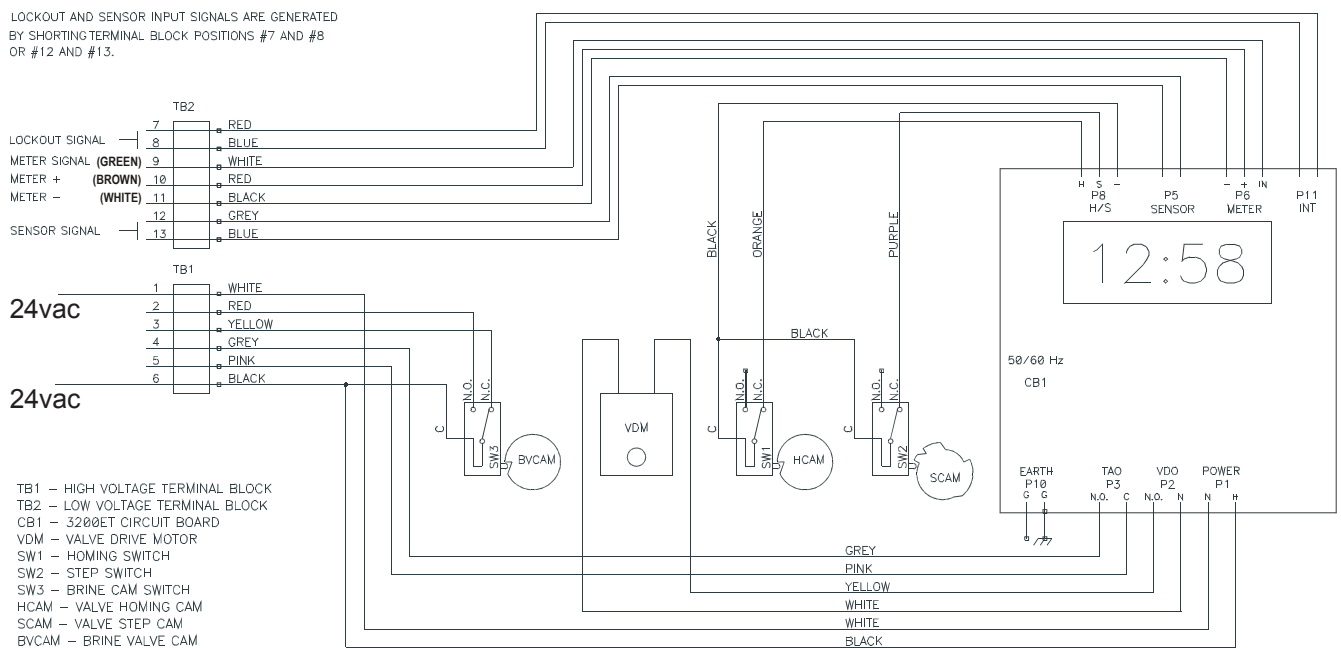 LOCKOUT AND SENSOR INPUT SIGNALS ARE GENERATED
BY SHORTING TERMINAL BLOCK POSITIONS #7 AND #8
OR #12 AND #13.
TB2
LOCKOUT SIGNAL
7 RED
8 BLUE
METER SIGNAL (GREEN) 9 WHITE
METER + (BROWN) 10 RED
METER – (WHITE) 11 BLACK
12 GREY
SENSOR SIGNAL
13 BLUE
TB1
24vac
1 WHITE
2 RED
3 YELLOW
4 GREY
5 PINK
6 BLACK
24vac
BLACK
ORANGE
PURPLE
BLACK
N.O.
N.C.
C
SW3
BVCAM
VDM
N.O.
N.C.
C
SW1
HCAM
N.O.
N.C.
C
SW2
SCAM
H S –
P8
H/S
P5
SENSOR
– + IN
P6
METER
P11
INT
12:58
50/60 Hz
CB1
EARTH
P10
G G
TAO
P3
N.O. C
VDO
P2
N.O. N
POWER
P1
N H
GREY
PINK
YELLOW
WHITE
WHITE
BLACK
TB1 – HIGH VOLTAGE TERMINAL BLOCK
TB2 – LOW VOLTAGE TERMINAL BLOCK
CB1 – 3200ET CIRCUIT BOARD
VDM – VALVE DRIVE MOTOR
SW1 – HOMING SWITCH
SW2 – STEP SWITCH
SW3 – BRINE CAM SWITCH
HCAM – VALVE HOMING CAM
SCAM – VALVE STEP CAM
BVCAM – BRINE VALVE CAM